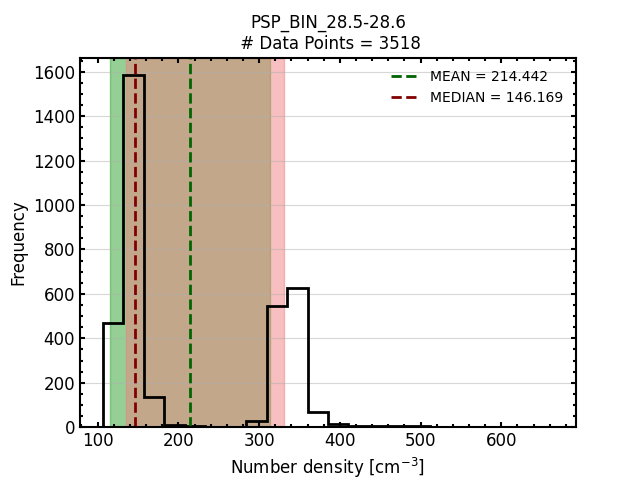 PSP_BIN_28.5-28.6
# Data Points = 3518
MEAN = 214.442
MEDIAN = 146.169
Frequency
1600
1400
1200
1000
800
600
400
200
0
100 200 300 400 500 600
Number density [cm⁻³]